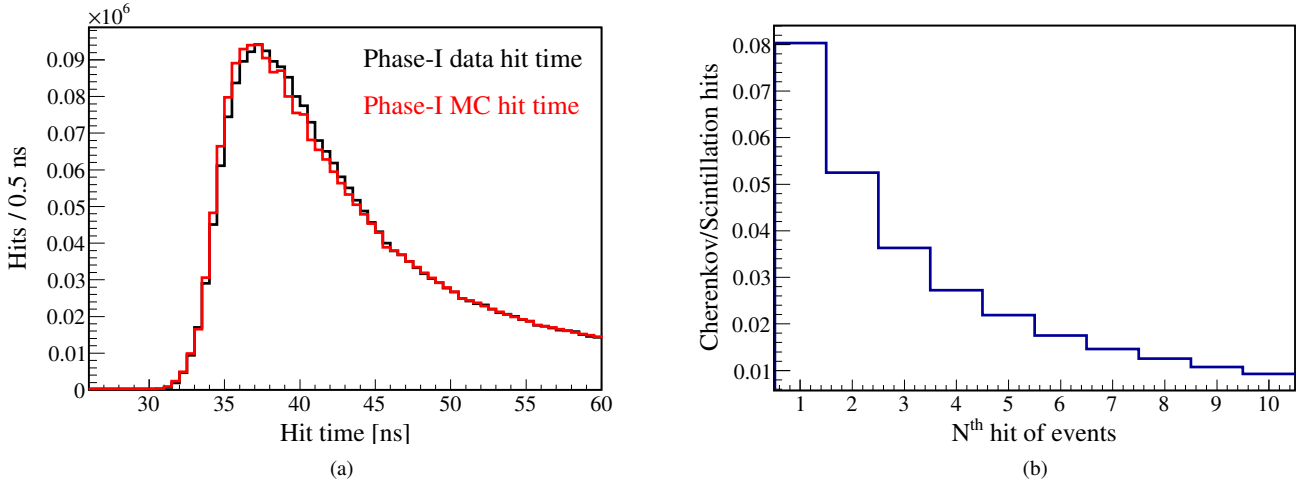 ×10⁶
0.09
0.08
0.07
0.06
0.05
0.04
0.03
0.02
0.01
0
Hits / 0.5 ns
Phase-I data hit time
Phase-I MC hit time
30 35 40 45 50 55 60
Hit time [ns]
(a)
0.08
0.07
0.06
0.05
0.04
0.03
0.02
0.01
Cherenkov/Scintillation hits
1 2 3 4 5 6 7 8 9 10
Nᵗʰ hit of events
(b)